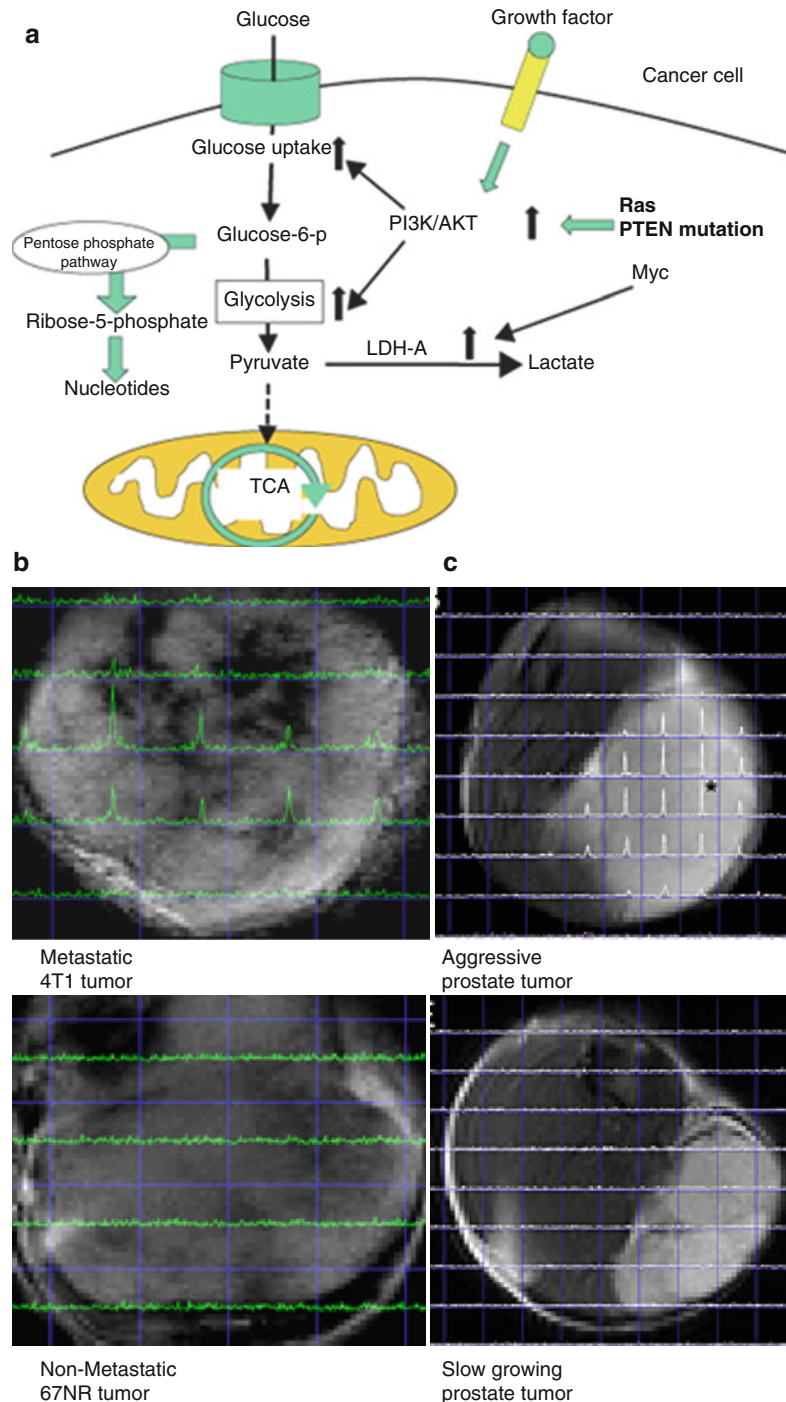 a
Glucose
Growth factor
Cancer cell
Glucose uptake
PI3K/AKT
Ras
PTEN mutation
Pentose phosphate
pathway
Glucose-6-p
Myc
Glycolysis
Ribose-5-phosphate
LDH-A
Pyruvate
Lactate
Nucleotides
TCA
b
c
*
Metastatic
4T1 tumor
Aggressive
prostate tumor
Non-Metastatic
67NR tumor
Slow growing
prostate tumor